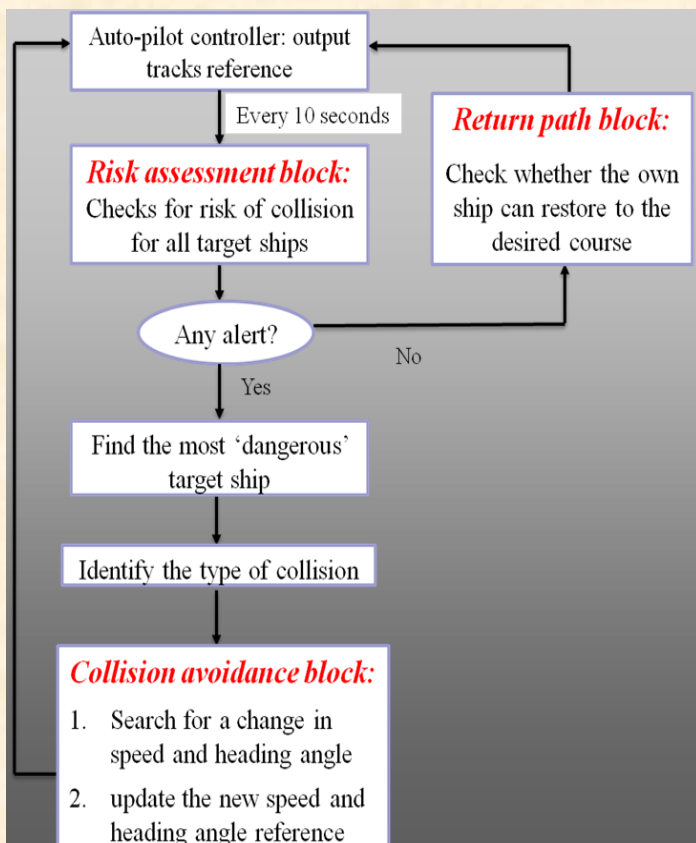 Auto-pilot controller: output
tracks reference
Every 10 seconds
Risk assessment block:
Checks for risk of collision
for all target ships
Any alert?
No
Return path block:
Check whether the own
ship can restore to the
desired course
Yes
Find the most ‘dangerous’
target ship
Identify the type of collision
Collision avoidance block:
1. Search for a change in
speed and heading angle
2. update the new speed and
heading angle reference